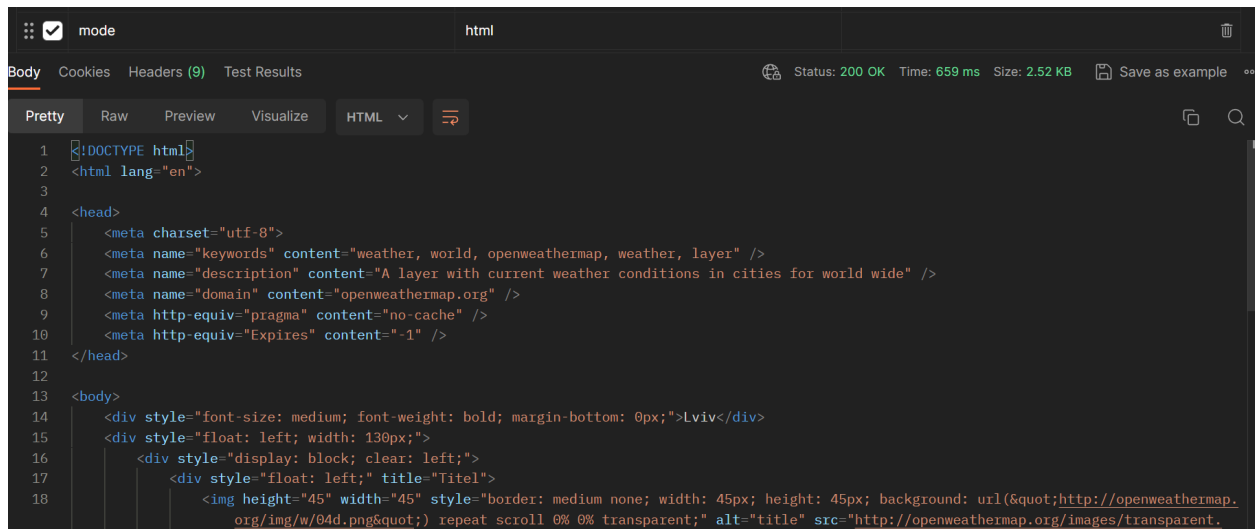 mode html
Body Cookies Headers (9) Test Results Status: 200 OK Time: 659 ms Size: 2.52 KB Save as example
Pretty Raw Preview Visualize HTML
1 <!DOCTYPE html>
2 <html lang="en">
3
4 <head>
5 <meta charset="utf-8">
6 <meta name="keywords" content="weather, world, openweathermap, weather, layer" />
7 <meta name="description" content="A layer with current weather conditions in cities for world wide" />
8 <meta name="domain" content="openweathermap.org" />
9 <meta http-equiv="pragma" content="no-cache" />
10 <meta http-equiv="Expires" content="-1" />
11 </head>
12
13 <body>
14 <div style="font-size: medium; font-weight: bold; margin-bottom: 0px;">Lviv</div>
15 <div style="float: left; width: 130px;">
16 <div style="display: block; clear: left;">
17 <div style="float: left;" title="Titel">
18 <img height="45" width="45" style="border: medium none; width: 45px; height: 45px; background: url(&quot;http://openweathermap.
org/img/w/04d.png&quot;) repeat scroll 0% 0% transparent;" alt="title" src="http://openweathermap.org/images/transparent.